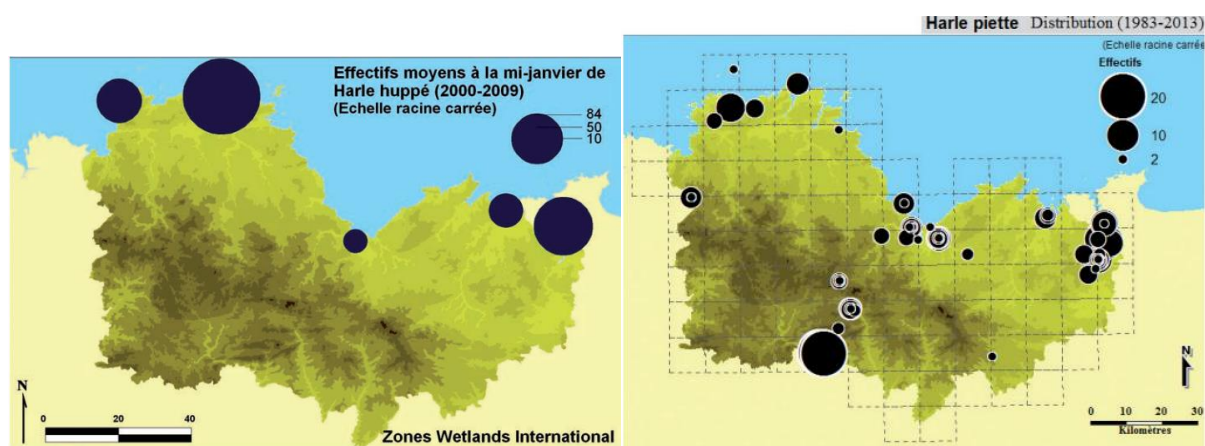 Effectifs moyens à la mi-janvier de
Harle huppé (2000-2009)
(Echelle racine carrée)
84
50
10
N
0 20 40
Zones Wetlands International
Harle piette Distribution (1983-2013)
(Echelle racine carrée
Effectifs
20
10
2
N
0 10 20 30
Kilomètres